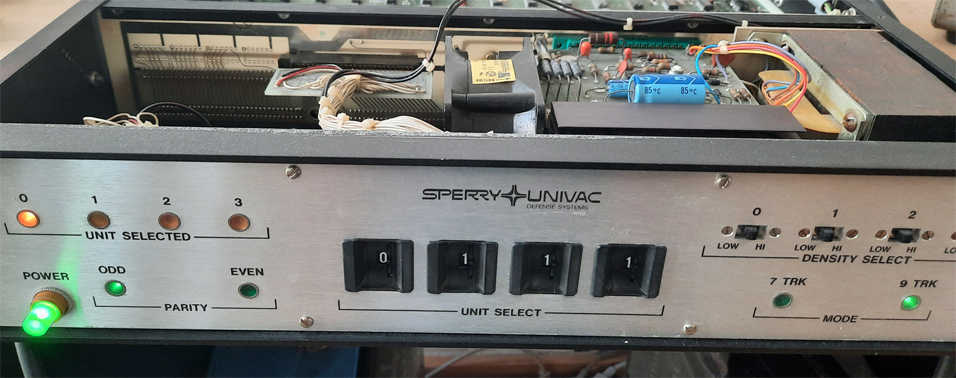 85°C 85°C
SPERRY UNIVAC
DEFENSE SYSTEMS
0 1 2 3
UNIT SELECTED
POWER
ODD EVEN
PARITY
0 1 1 1
UNIT SELECT
0 1 2
LOW HI LOW HI LOW HI LOW
DENSITY SELECT
7 TRK 9 TRK
MODE